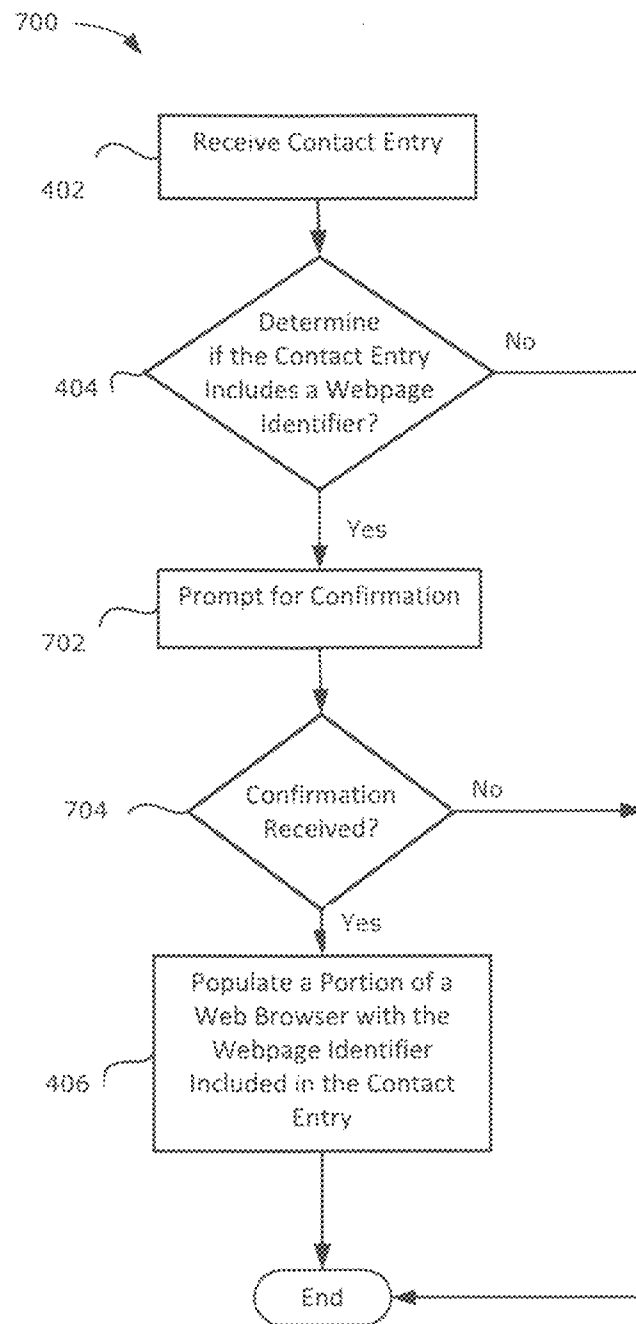 700
Receive Contact Entry
402
Determine
if the Contact Entry
Includes a Webpage
Identifier?
No
404
Yes
Prompt for Confirmation
702
Confirmation
Received?
No
704
Yes
Populate a Portion of a
Web Browser with the
Webpage Identifier
Included in the Contact
Entry
406
End